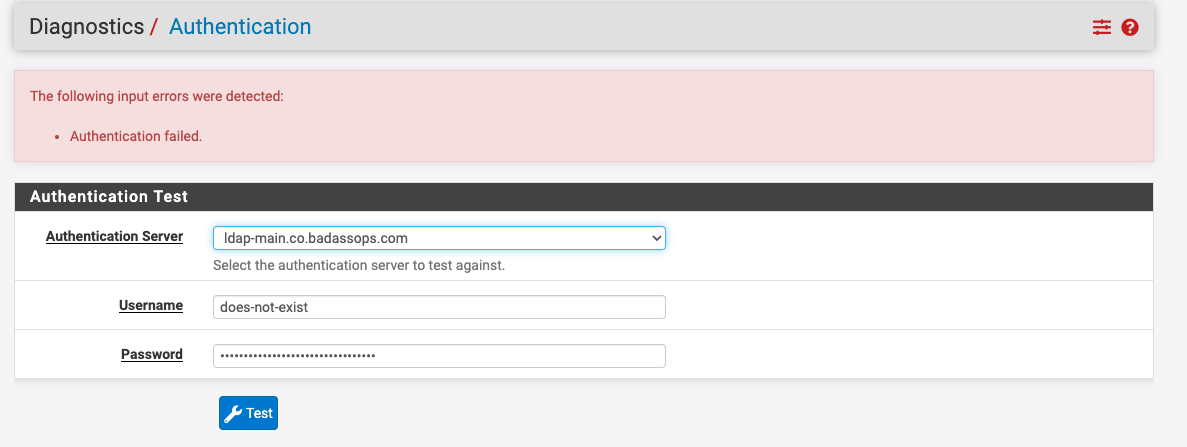 Diagnostics / Authentication
The following input errors were detected:
• Authentication failed.
Authentication Test
Authentication Server
ldap-main.co.badassops.com
Select the authentication server to test against.
Username
does-not-exist
Password
Test